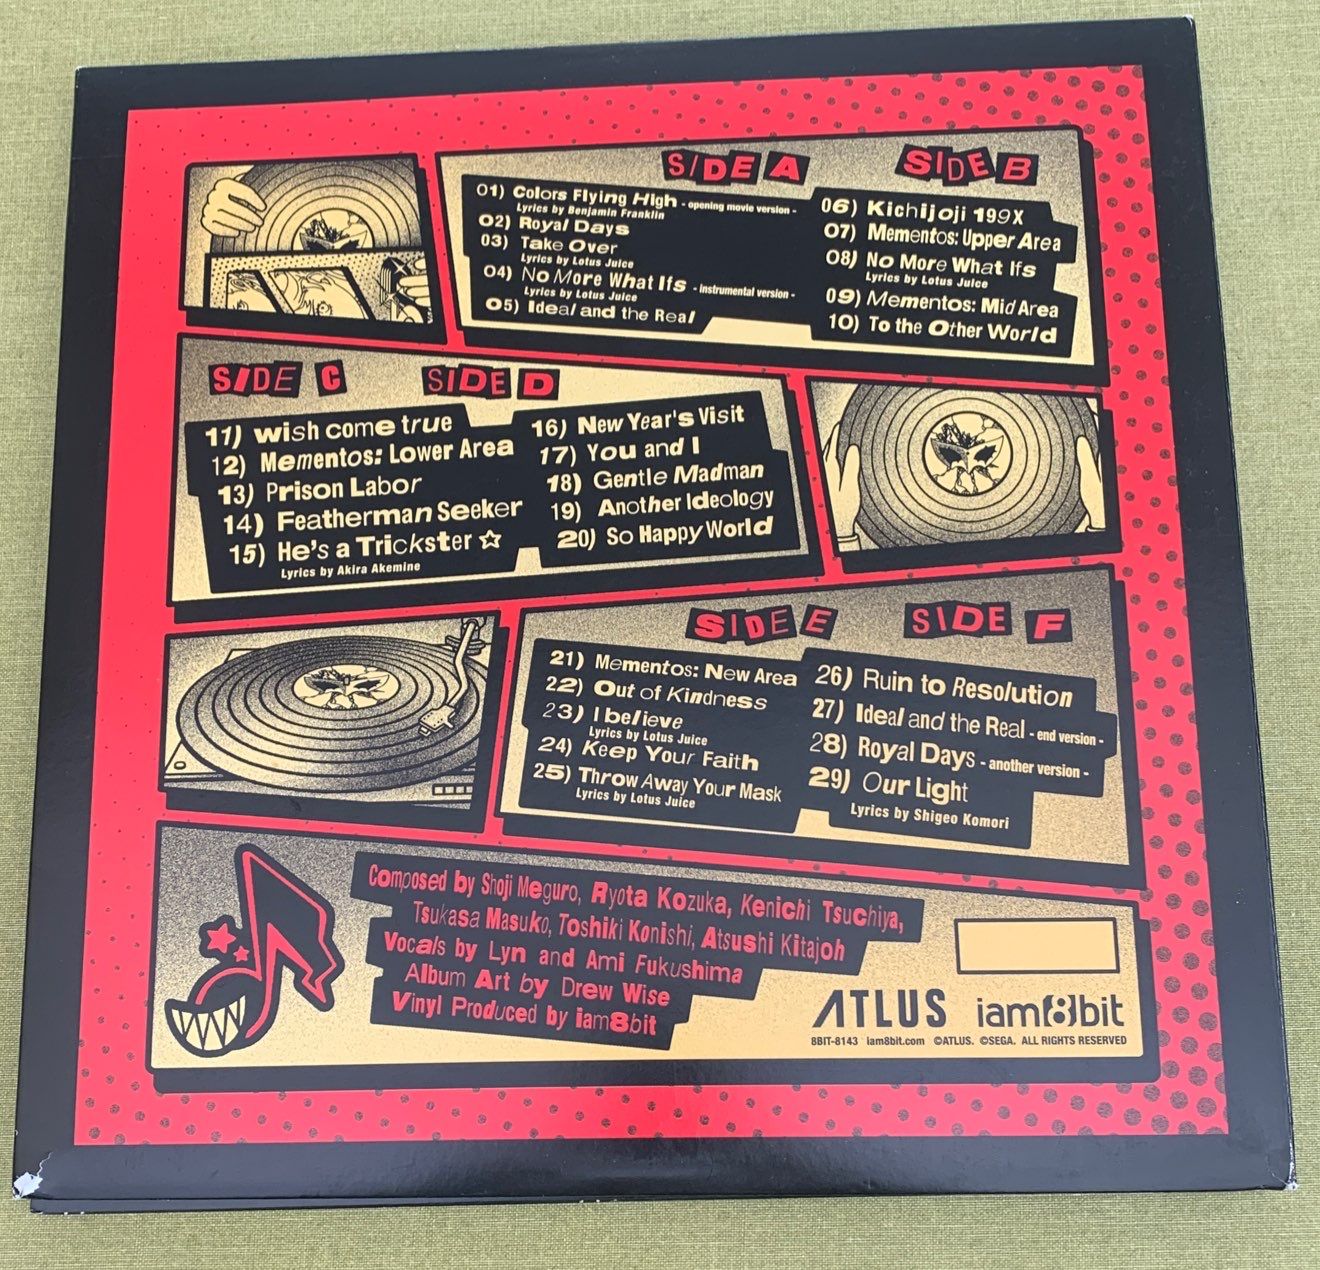 SIDE A
01) Colors Flying High - opening movie version -
Lyrics by Benjamin Franklin
02) Royal Days
03) Take Over
Lyrics by Lotus Juice
04) No More What Ifs - instrumental version -
Lyrics by Lotus Juice
05) Ideal and the Real
SIDE B
06) Kichijoji 199X
07) Mementos: Upper Area
08) No More What Ifs
Lyrics by Lotus Juice
09) Mementos: Mid Area
10) To the Other World
SIDE C
11) wish come true
12) Mementos: Lower Area
13) Prison Labor
14) Featherman Seeker
15) He's a Trickster ☆
Lyrics by Akira Akemine
SIDE D
16) New Year's Visit
17) You and I
18) Gentle Madman
19) Another Ideology
20) So Happy World
SIDE E
21) Mementos: New Area
22) Out of Kindness
23) I believe
Lyrics by Lotus Juice
24) Keep Your Faith
25) Throw Away Your Mask
Lyrics by Lotus Juice
SIDE F
26) Ruin to Resolution
27) Ideal and the Real - end version -
28) Royal Days - another version -
29) Our Light
Lyrics by Shigeo Komori
Composed by Shoji Meguro, Ryota Kozuka, Kenichi Tsuchiya,
Tsukasa Masuko, Toshiki Konishi, Atsushi Kitajoh
Vocals by Lyn and Ami Fukushima
Album Art by Drew Wise
Vinyl Produced by iam8bit
ATLUS iam8bit
8BIT-8143 iam8bit.com ©ATLUS. ©SEGA. ALL RIGHTS RESERVED